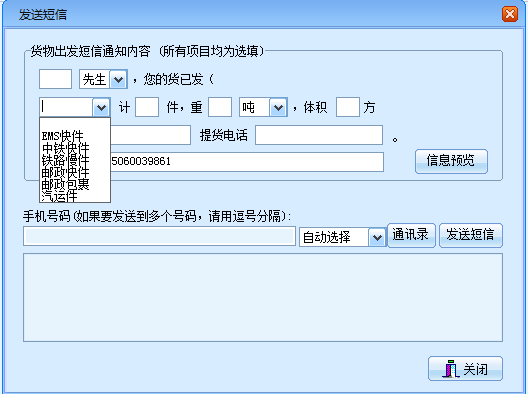 发送短信
货物出发短信通知内容 (所有项目均为选填)
先生 ，您的货已发（
计 件，重 吨 ，体积 方
EMS快件
中铁快件
铁路慢件
邮政快件
邮政包惠
汽运件
提货电话 。
5060039861 信息预览
手机号码(如果要发送到多个号码，请用逗号分隔):
自动选择 通讯录 发送短信
关闭